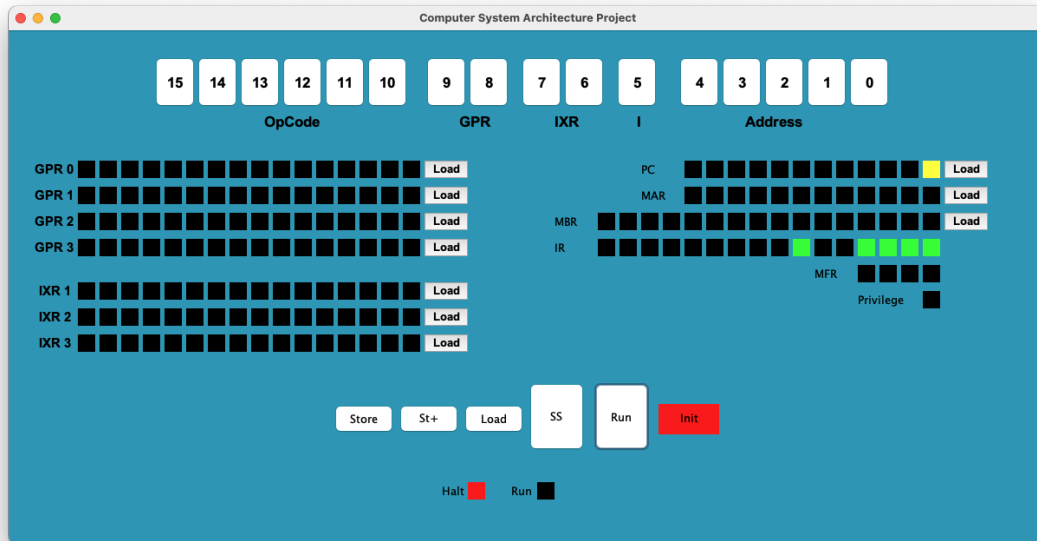 Computer System Architecture Project
15 14 13 12 11 10 9 8 7 6 5 4 3 2 1 0
OpCode GPR IXR I Address
GPR 0 Load PC Load
GPR 1 Load MAR Load
GPR 2 Load MBR Load
GPR 3 Load IR
MFR
IXR 1 Load Privilege
IXR 2 Load
IXR 3 Load
Store St+ Load SS Run Init
Halt Run